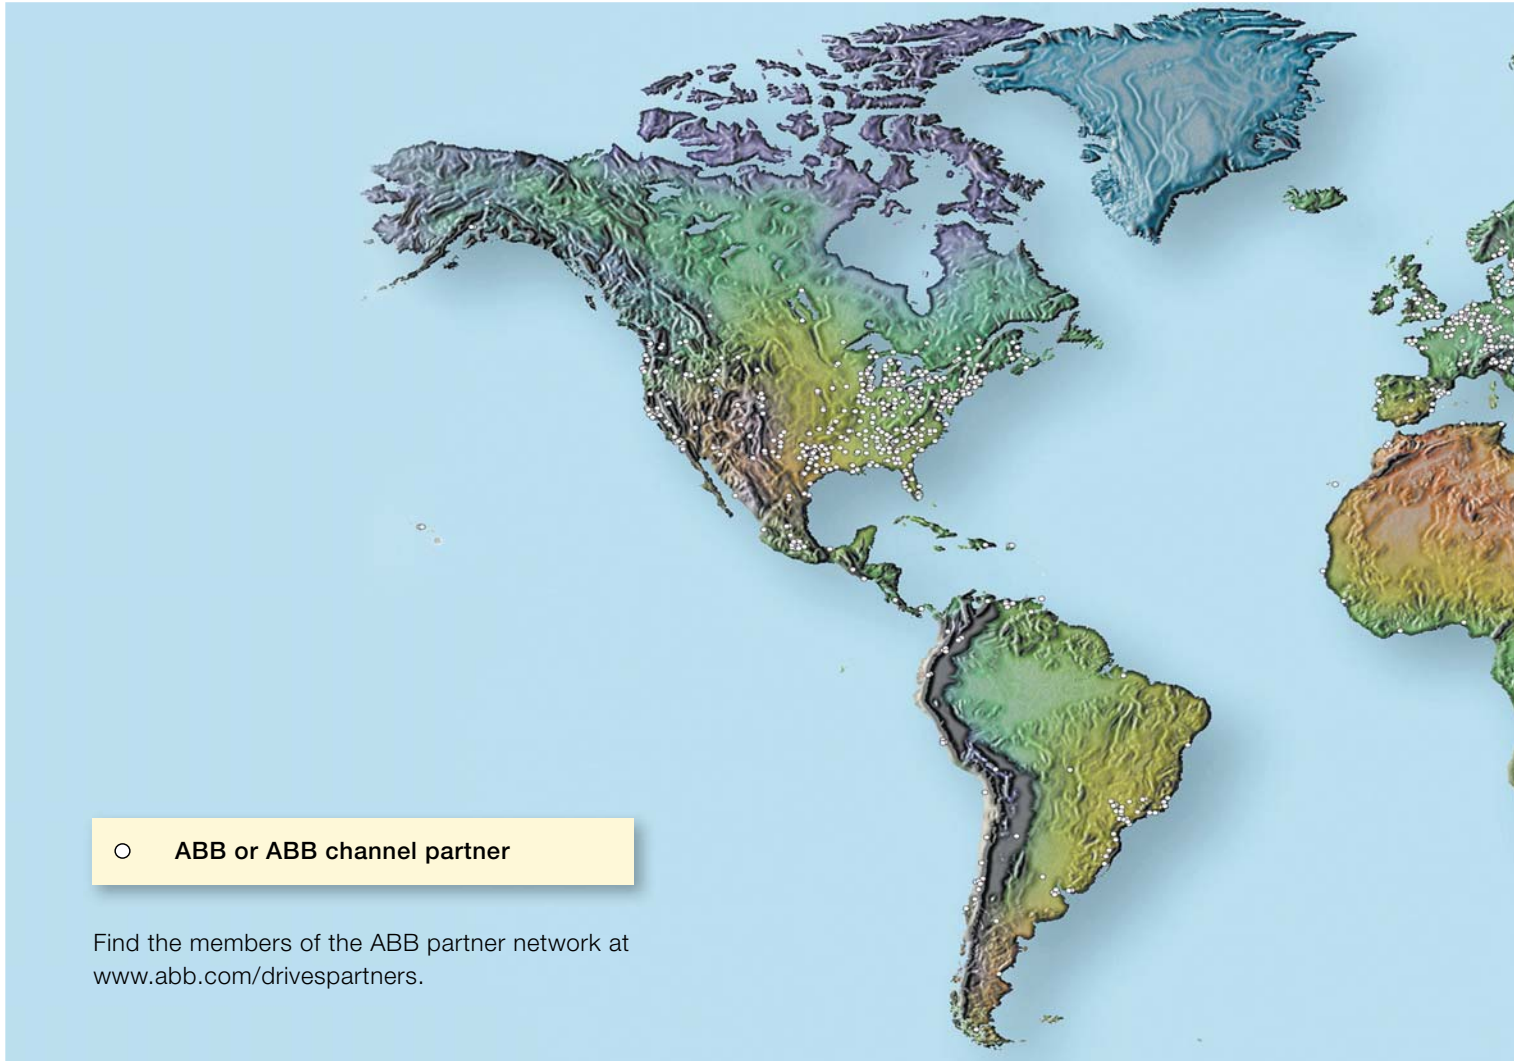 ABB or ABB channel partner
Find the members of the ABB partner network at
www.abb.com/drivespartners.